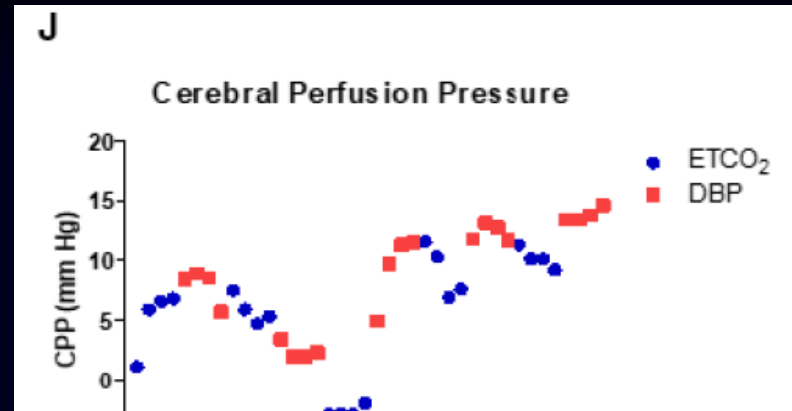 J
Cerebral Perfusion Pressure
20
15
10
5
0
CPP (mm Hg)
ETCO₂
DBP